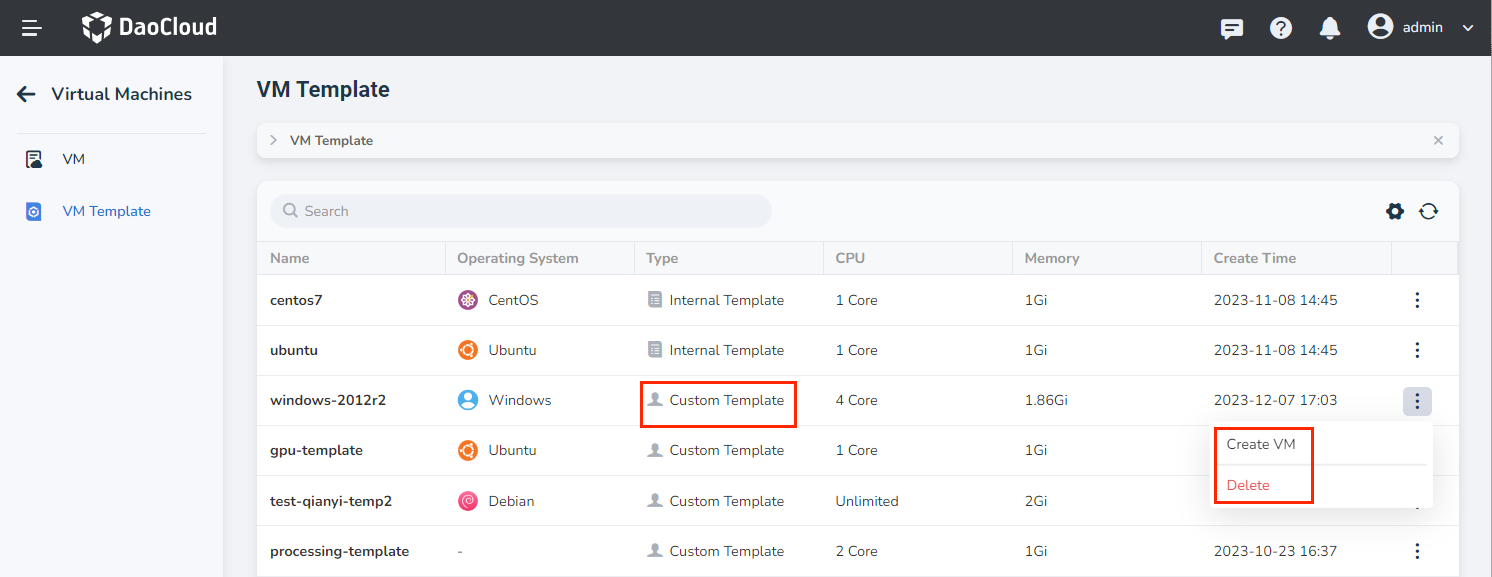 DaoCloud admin
Virtual Machines
VM
VM Template
VM Template
VM Template
Search
Name Operating System Type CPU Memory Create Time
centos7 CentOS Internal Template 1 Core 1Gi 2023-11-08 14:45
ubuntu Ubuntu Internal Template 1 Core 1Gi 2023-11-08 14:45
windows-2012r2 Windows Custom Template 4 Core 1.86Gi 2023-12-07 17:03
gpu-template Ubuntu Custom Template 1 Core 1Gi
Create VM
Delete
test-qianyi-temp2 Debian Custom Template Unlimited 2Gi
processing-template - Custom Template 2 Core 1Gi 2023-10-23 16:37